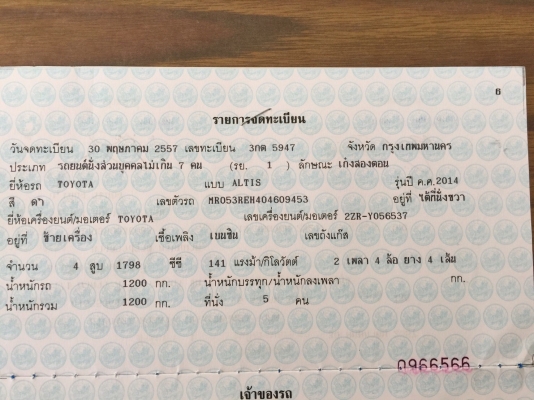 8
รายการจดทะเบียน
วันจดทะเบียน 30 พฤษภาคม 2557 เลขทะเบียน 3กต 5947 จังหวัด กรุงเทพมหานคร
ประเภท รถยนต์นั่งส่วนบุคคลไม่เกิน 7 คน (รย. 1 ) ลักษณะ เก๋งสองตอน
ยี่ห้อรถ TOYOTA แบบ ALTIS รุ่นปี ค.ศ.2014
สี ดำ เลขตัวรถ MR053REH404609453 อยู่ที่ ใต้ที่นั่งขวา
ยี่ห้อเครื่องยนต์/มอเตอร์ TOYOTA เลขเครื่องยนต์/มอเตอร์ 2ZR-Y056537
อยู่ที่ ซ้ายเครื่อง เชื้อเพลิง เบนซิน เลขถังแก๊ส
จำนวน 4 สูบ 1798 ซีซี 141 แรงม้า/กิโลวัตต์ 2 เพลา 4 ล้อ ยาง 4 เส้น
น้ำหนักรถ 1200 กก. น้ำหนักบรรทุก/น้ำหนักลงเพลา กก.
น้ำหนักรวม 1200 กก. ที่นั่ง 5 คน
0966566
เจ้าของรถ